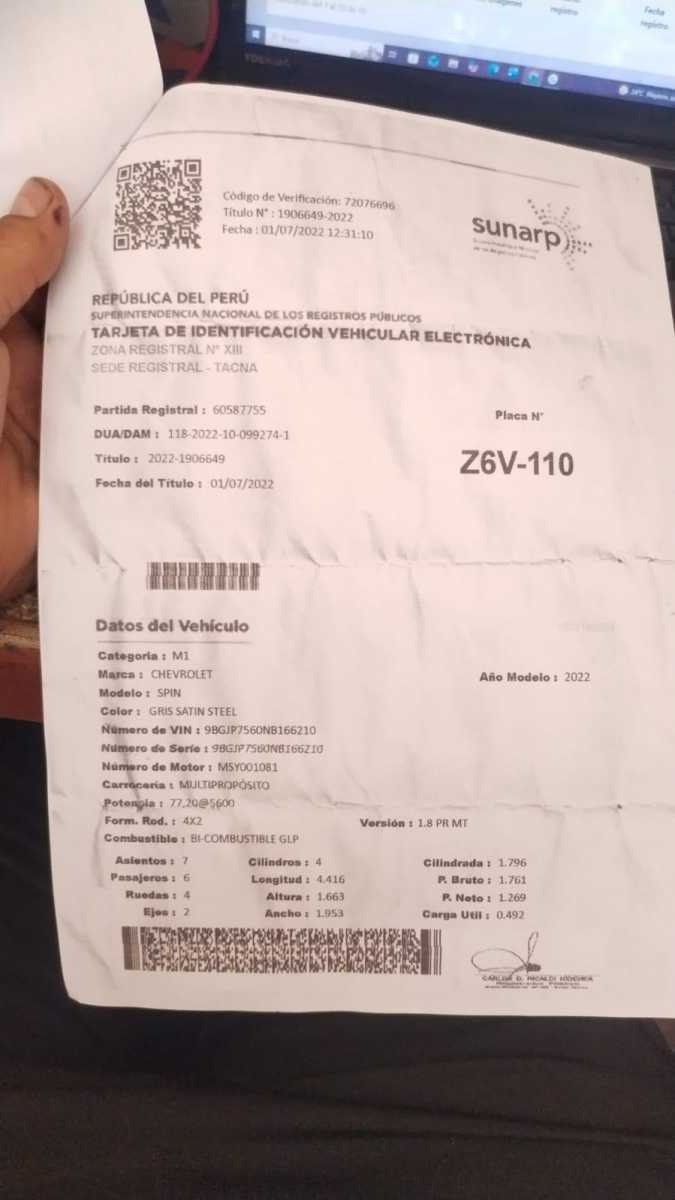 registro
Fecha
registro
TOSHIBA
24°C
Código de Verificación: 72076696
Título N° : 1906649-2022
Fecha : 01/07/2022 12:31:10
sunarp
REPÚBLICA DEL PERÚ
SUPERINTENDENCIA NACIONAL DE LOS REGISTROS PÚBLICOS
TARJETA DE IDENTIFICACIÓN VEHICULAR ELECTRÓNICA
ZONA REGISTRAL N° XIII
SEDE REGISTRAL - TACNA
Partida Registral : 60587755
Placa N°
DUA/DAM : 118-2022-10-099274-1
Z6V-110
Título : 2022-1906649
Fecha del Título : 01/07/2022
Datos del Vehículo
Categoria : M1
Marca : CHEVROLET
Año Modelo : 2022
Modelo : SPIN
Color : GRIS SATIN STEEL
Número de VIN : 9BGJP7560NB166210
Número de Serie : 9BGJP7560NB166210
Número de Motor : MSY001081
Carrocería : MULTIPROPÓSITO
Potencia : 77,20@5600
Form. Rod. : 4X2 Versión : 1.8 PR MT
Combustible : BI-COMBUSTIBLE GLP
Asientos : 7 Cilindros : 4 Cilindrada : 1.796
Pasajeros : 6 Longitud : 4.416 P. Bruto : 1.761
Ruedas : 4 Altura : 1.663 P. Neto : 1.269
Ejes : 2 Ancho : 1.953 Carga Util : 0.492